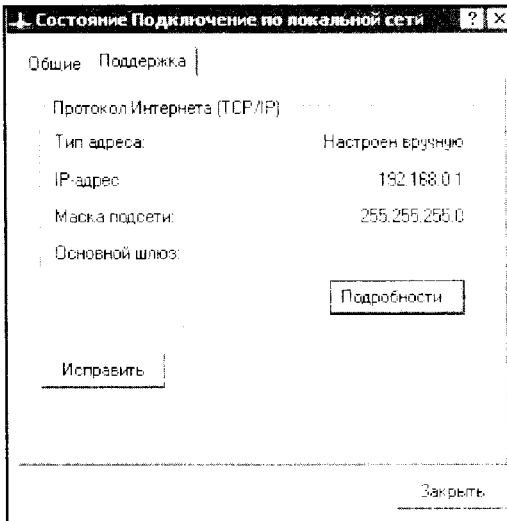 Состояние Подключение по локальной сети
Общие Поддержка
Протокол Интернета (TCP/IP)
Тип адреса: Настроен вручную
IP-адрес 192.168.0.1
Маска подсети: 255.255.255.0
Основной шлюз:
Подробности...
Исправить
Закрыть